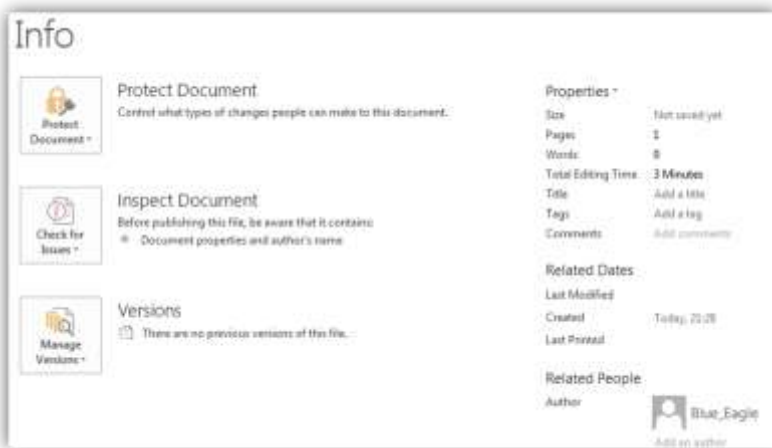 Info
Protect Document
Control what types of changes people can make to this document.
Protect
Document
Inspect Document
Before publishing this file, be aware that it contains:
Document properties and author's name
Check for
Issues
Versions
There are no previous versions of this file.
Manage
Versions
Properties
Size Not saved yet
Pages 1
Words 0
Total Editing Time 3 Minutes
Title Add a title
Tags Add a tag
Comments Add comments
Related Dates
Last Modified
Created Today, 21:28
Last Printed
Related People
Author Blue_Eagle
Add an author